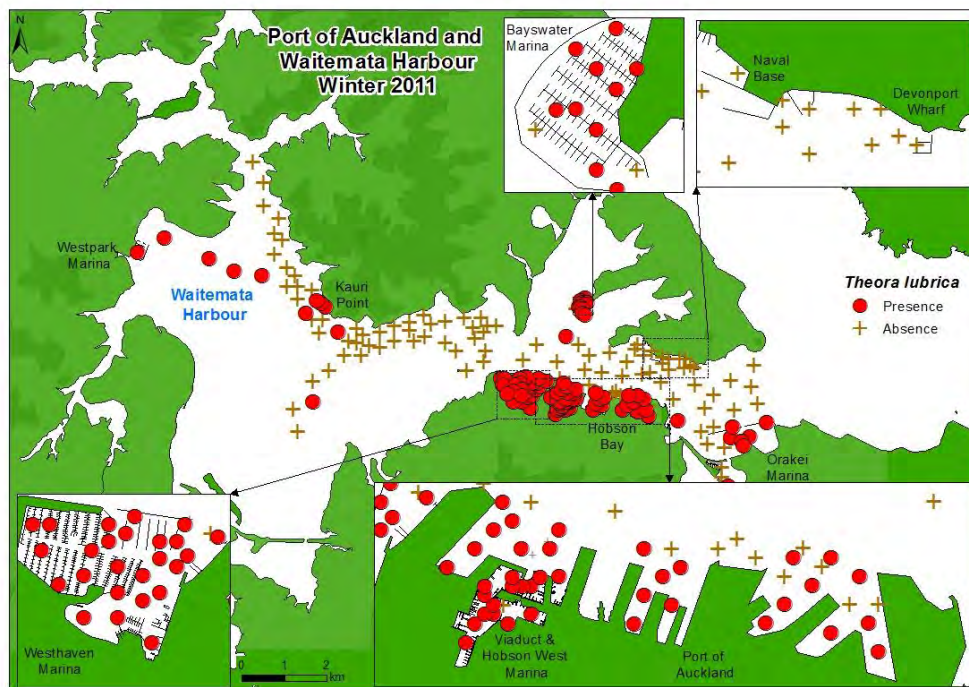 N
Port of Auckland and
Waitemata Harbour
Winter 2011
Bayswater
Marina
Naval
Base
Devonport
Wharf
Westpark
Marina
Waitemata
Harbour
Kauri
Point
Theora lubrica
Presence
Absence
Hobson
Bay
Orakei
Marina
Westhaven
Marina
0 1 2
km
Viaduct &
Hobson West
Marina
Port of
Auckland